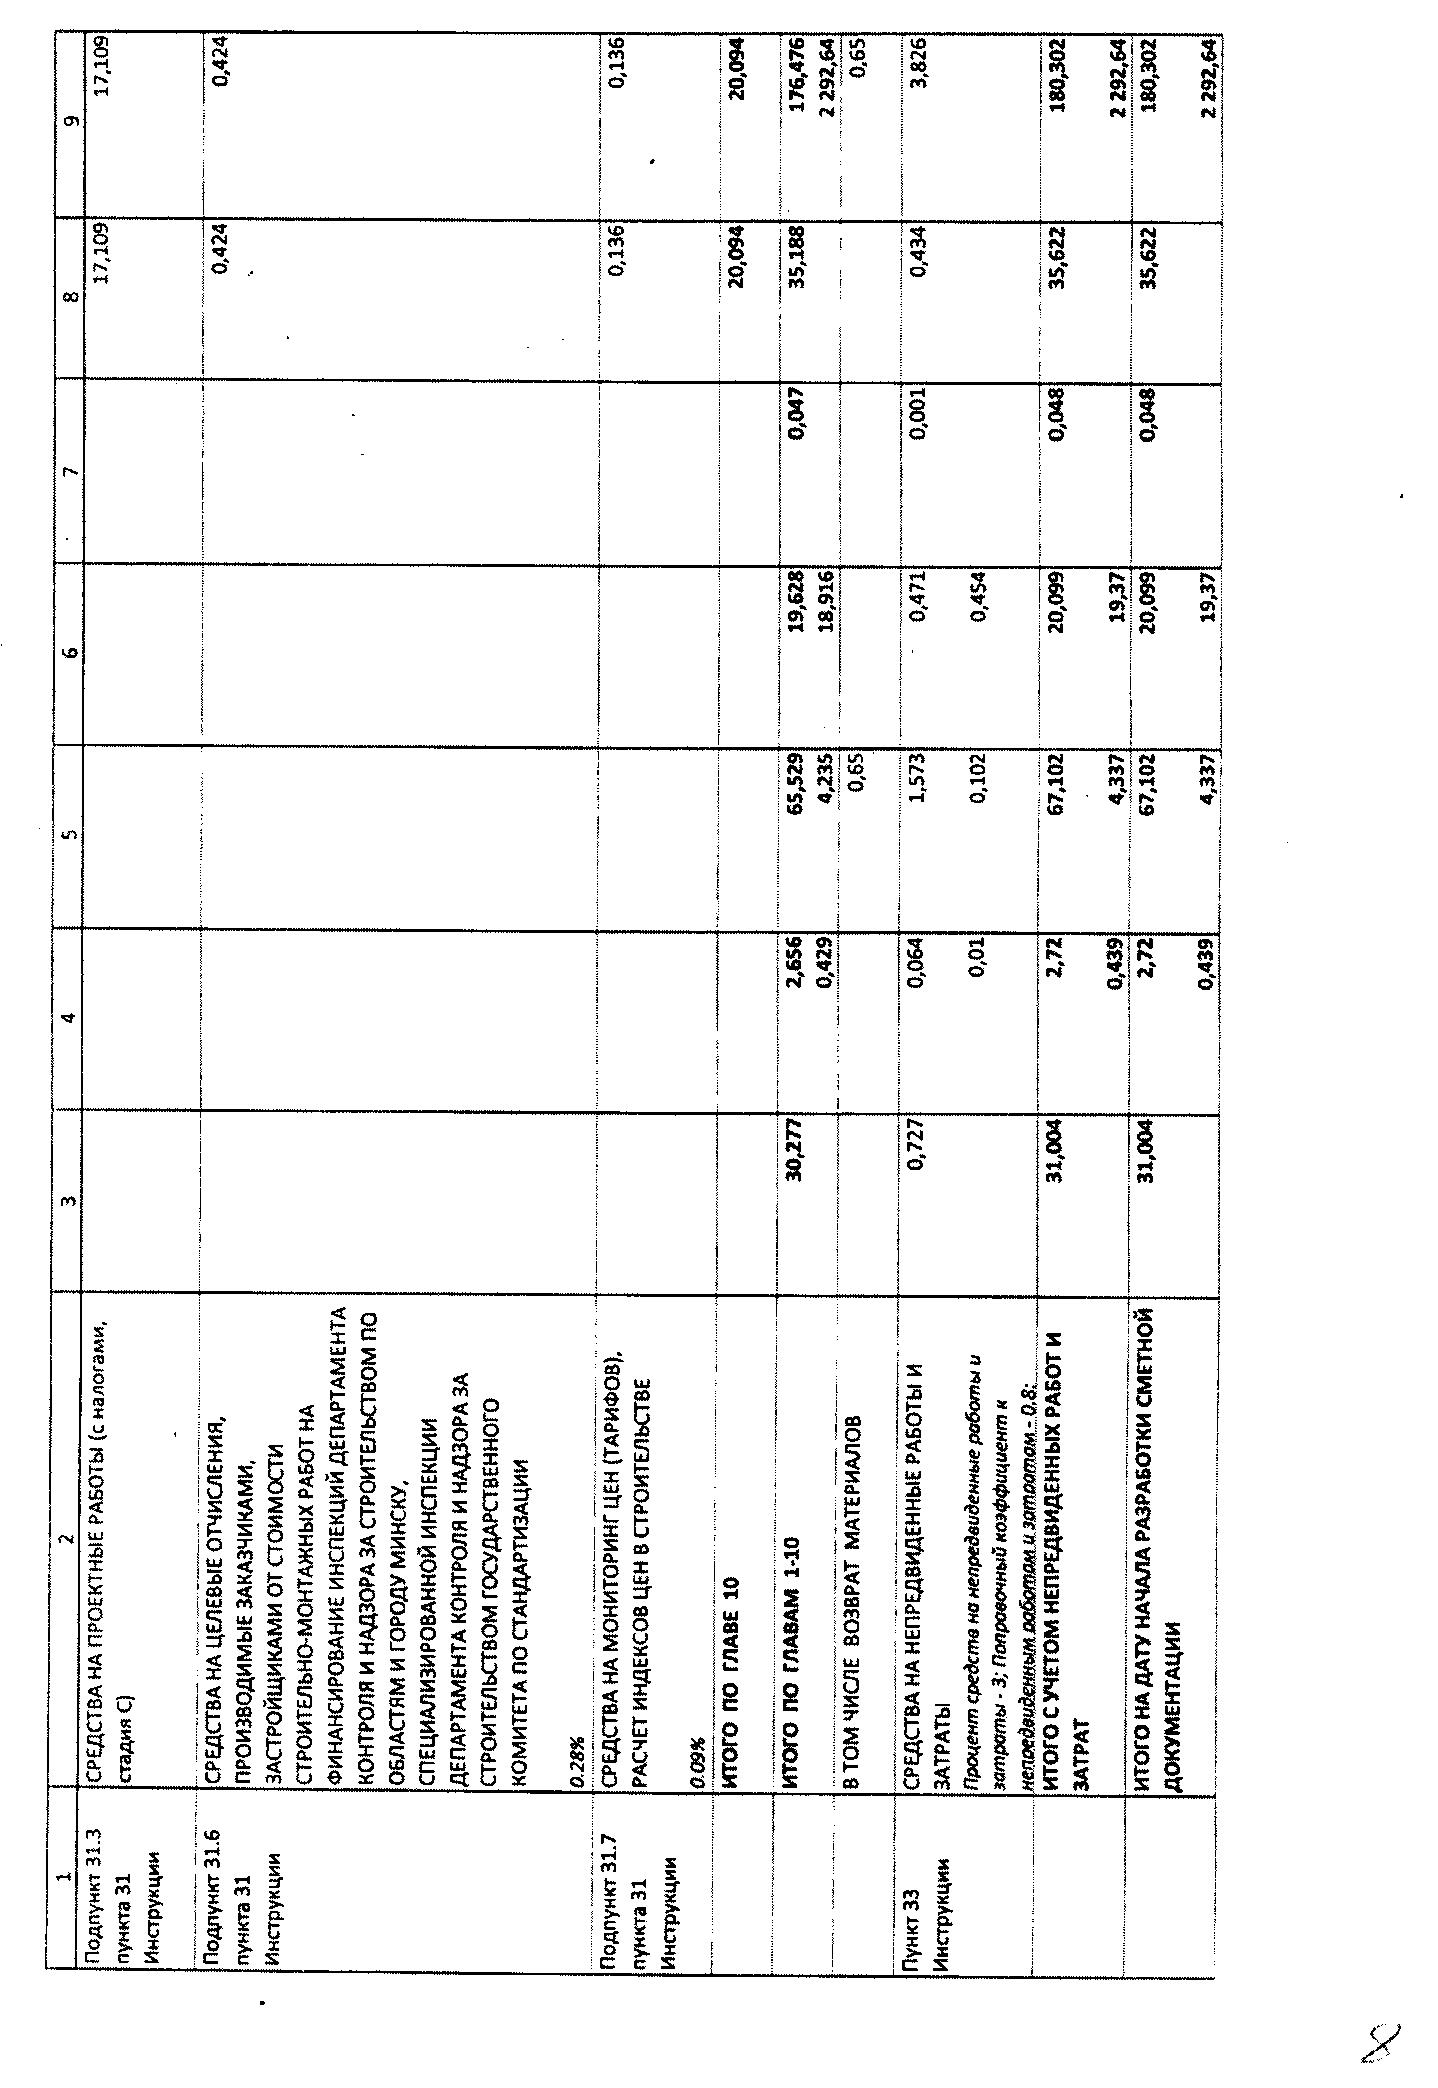 1 2 3 4 5 6 7 8 9
Подпункт 31.3 СРЕДСТВА НА ПРОЕКТНЫЕ РАБОТЫ (с налогами, 17,109 17,109
пункта 31 стадия С)
Инструкции
Подпункт 31.6 СРЕДСТВА НА ЦЕЛЕВЫЕ ОТЧИСЛЕНИЯ, 0,424 0,424
пункта 31 ПРОИЗВОДИМЫЕ ЗАКАЗЧИКАМИ,
Инструкции ЗАСТРОЙЩИКАМИ ОТ СТОИМОСТИ
СТРОИТЕЛЬНО-МОНТАЖНЫХ РАБОТ НА
ФИНАНСИРОВАНИЕ ИНСПЕКЦИЙ ДЕПАРТАМЕНТА
КОНТРОЛЯ И НАДЗОРА ЗА СТРОИТЕЛЬСТВОМ ПО
ОБЛАСТЯМ И ГОРОДУ МИНСКУ,
СПЕЦИАЛИЗИРОВАННОЙ ИНСПЕКЦИИ
ДЕПАРТАМЕНТА КОНТРОЛЯ И НАДЗОРА ЗА
СТРОИТЕЛЬСТВОМ ГОСУДАРСТВЕННОГО
КОМИТЕТА ПО СТАНДАРТИЗАЦИИ
0.28%
Подпункт 31.7 СРЕДСТВА НА МОНИТОРИНГ ЦЕН (ТАРИФОВ), 0,136 0,136
пункта 31 РАСЧЕТ ИНДЕКСОВ ЦЕН В СТРОИТЕЛЬСТВЕ
Инструкции
0.09%
ИТОГО ПО ГЛАВЕ 10 20,094 20,094
ИТОГО ПО ГЛАВАМ 1-10 30,277 2,656 65,529 19,628 0,047 35,188 176,476
0,429 4,235 18,916 2 292,64
В ТОМ ЧИСЛЕ ВОЗВРАТ МАТЕРИАЛОВ 0,65 0,65
Пункт 33 СРЕДСТВА НА НЕПРЕДВИДЕННЫЕ РАБОТЫ И 0,727 0,064 1,573 0,471 0,001 0,434 3,826
Инструкции ЗАТРАТЫ
Процент средств на непредвиденные работы и 0,01 0,102 0,454
затраты - 3; Поправочный коэффициент к
непредвиденным работам и затратам - 0,8;
ИТОГО С УЧЕТОМ НЕПРЕДВИДЕННЫХ РАБОТ И 31,004 2,72 67,102 20,099 0,048 35,622 180,302
ЗАТРАТ
0,439 4,337 19,37 2 292,64
ИТОГО НА ДАТУ НАЧАЛА РАЗРАБОТКИ СМЕТНОЙ 31,004 2,72 67,102 20,099 0,048 35,622 180,302
ДОКУМЕНТАЦИИ
0,439 4,337 19,37 2 292,64
8